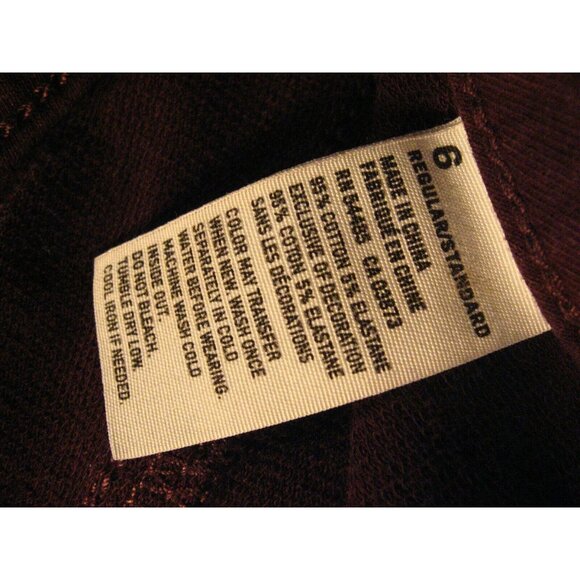 6
REGULAR/STANDARD
MADE IN CHINA
FABRIQUÉ EN CHINE
RN 54485 CA 03873
95% COTTON 5% ELASTANE
EXCLUSIVE OF DECORATION
95% COTON 5% ELASTANE
SANS LES DÉCORATIONS
COLOR MAY TRANSFER
WHEN NEW WASH ONCE
SEPARATELY IN COLD
WATER BEFORE WEARING.
MACHINE WASH COLD
INSIDE OUT.
DO NOT BLEACH.
TUMBLE DRY LOW.
COOL IRON IF NEEDED